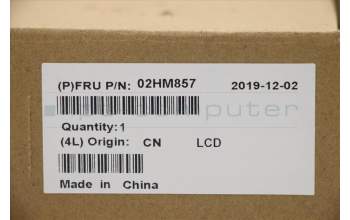 (P)FRU P/N: 02HM857 2019-12-02
Quantity:1
(4L) Origin: CN LCD
Made in China